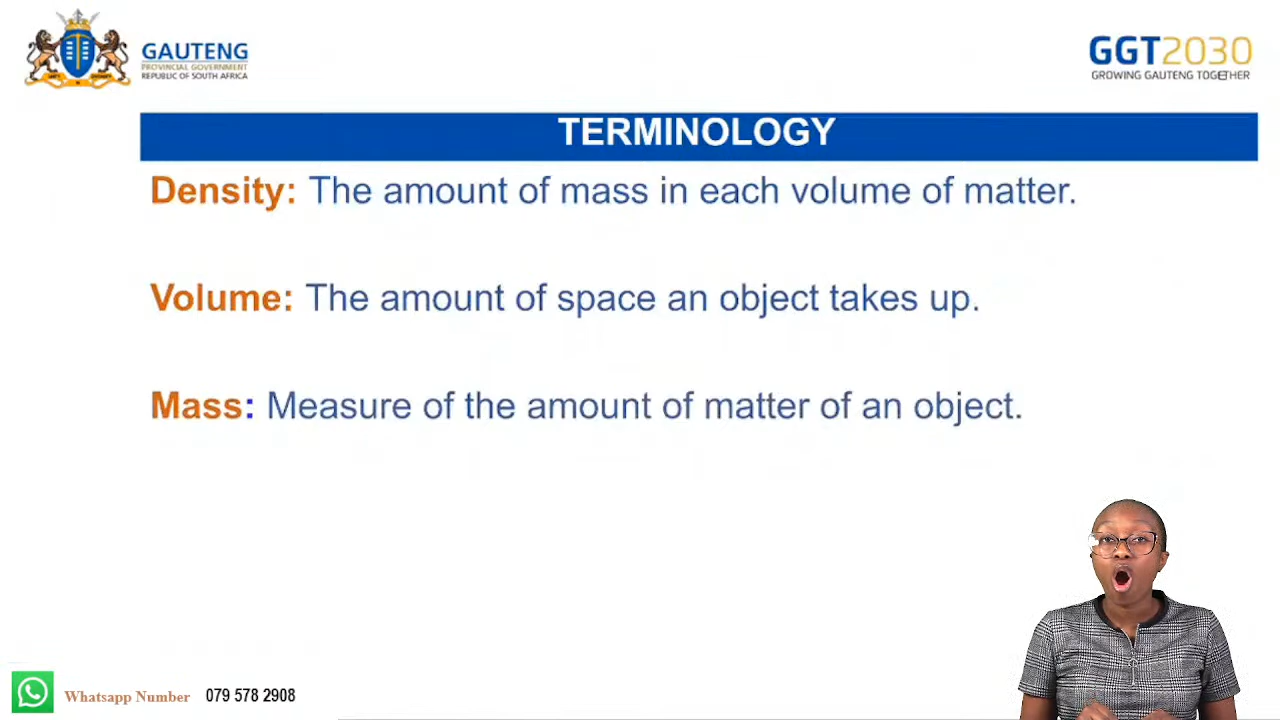 GAUTENG
PROVINCIAL GOVERNMENT
REPUBLIC OF SOUTH AFRICA
GGT2030
GROWING GAUTENG TOGETHER
TERMINOLOGY
Density: The amount of mass in each volume of matter.
Volume: The amount of space an object takes up.
Mass: Measure of the amount of matter of an object.
Whatsapp Number 079 578 2908